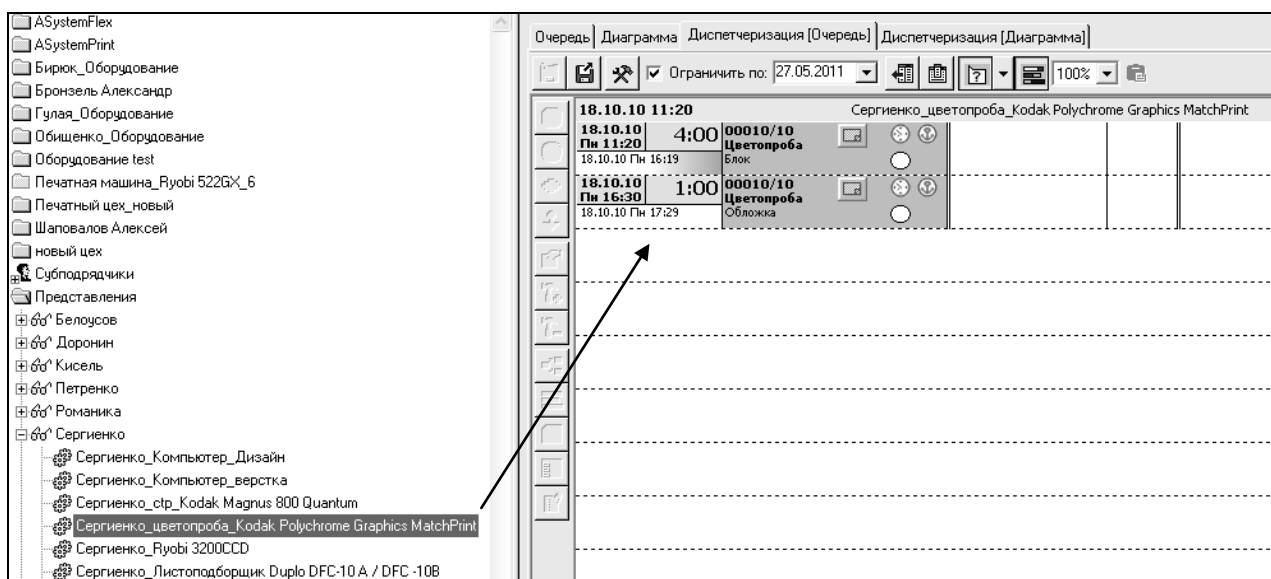 ASystemFlex
ASystemPrint
Бирюк_Оборудование
Бронзель Александр
Гулая_Оборудование
Обищенко_Оборудование
Оборудование test
Печатная машина_Ryobi 522GX_6
Печатный цех_новый
Шаповалов Алексей
новый цех
Субподрядчики
Представления
Белоусов
Доронин
Кисель
Петренко
Романика
Сергиенко
Сергиенко_Компьютер_Дизайн
Сергиенко_Компьютер_верстка
Сергиенко_ctp_Kodak Magnus 800 Quantum
Сергиенко_цветопроба_Kodak Polychrome Graphics MatchPrint
Сергиенко_Ryobi 3200CCD
Сергиенко_Листоподборщик Duplo DFC-10 A / DFC -10B
Очередь Диаграмма Диспетчеризация [Очередь] Диспетчеризация [Диаграмма]
Ограничить по: 27.05.2011 100%
18.10.10 11:20 Сергиенко_цветопроба_Kodak Polychrome Graphics MatchPrint
18.10.10 4:00 00010/10
Пн 11:20 Цветопроба
18.10.10 Пн 16:19 Блок
18.10.10 1:00 00010/10
Пн 16:30 Цветопроба
18.10.10 Пн 17:29 Обложка